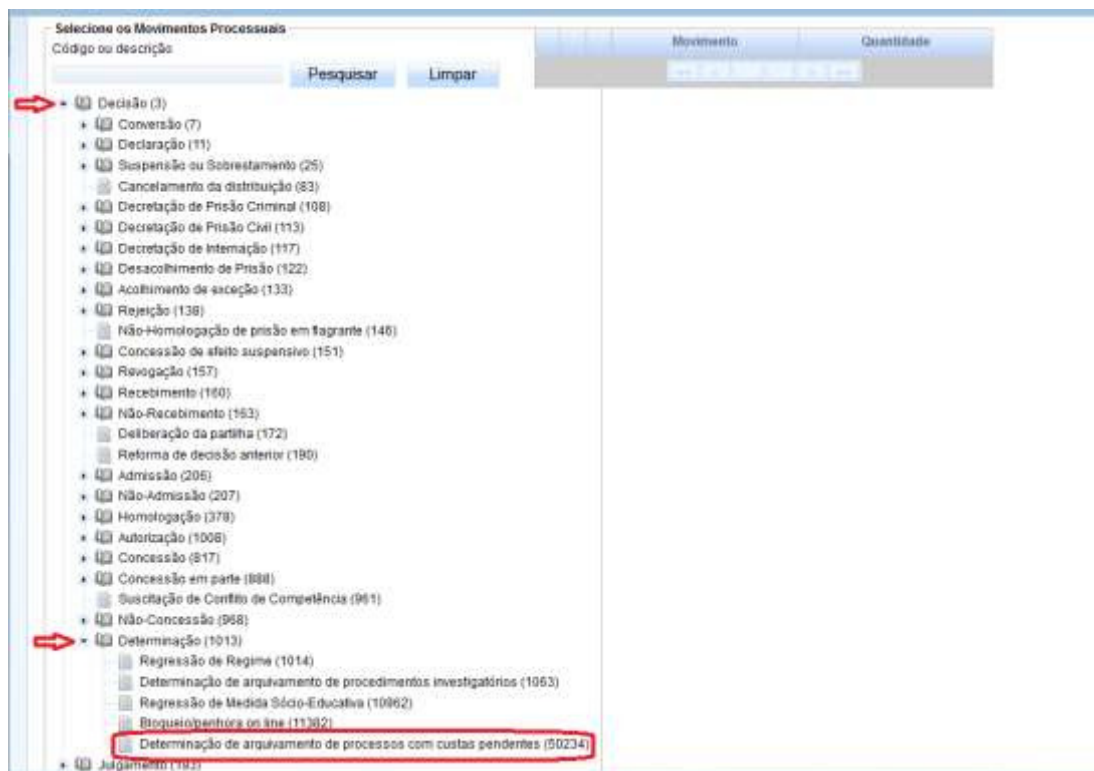 Selecione os Movimentos Processuais
Código ou descrição
Movimento Quantidade
Pesquisar Limpar
Decisão (3)
Conversão (7)
Declaração (11)
Suspensão ou Sobrestamento (25)
Cancelamento da distribuição (83)
Decretação de Prisão Criminal (108)
Decretação de Prisão Civil (113)
Decretação de Internação (117)
Desacolhimento de Prisão (122)
Acolhimento de exceção (133)
Rejeição (138)
Não-Homologação de prisão em flagrante (146)
Concessão de efeito suspensivo (151)
Revogação (157)
Recebimento (160)
Não-Recebimento (163)
Deliberação da partilha (172)
Reforma de decisão anterior (190)
Admissão (206)
Não-Admissão (207)
Homologação (378)
Autorização (1008)
Concessão (817)
Concessão em parte (888)
Suscitação de Conflito de Competência (961)
Não-Concessão (968)
Determinação (1013)
Regressão de Regime (1014)
Determinação de arquivamento de procedimentos investigatórios (1063)
Regressão de Medida Sócio-Educativa (10962)
Bloqueio/penhora on line (11382)
Determinação de arquivamento de processos com custas pendentes (50234)
Julgamento (193)